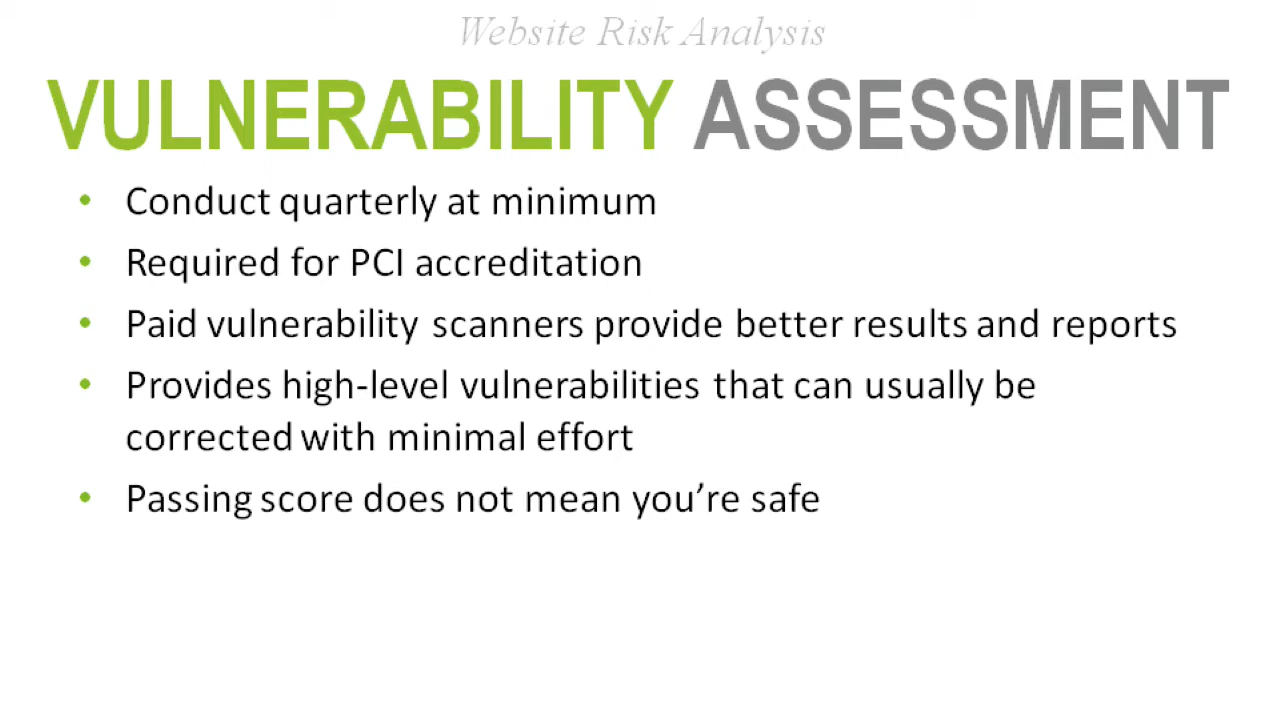 Website Risk Analysis
VULNERABILITY ASSESSMENT
• Conduct quarterly at minimum
• Required for PCI accreditation
• Paid vulnerability scanners provide better results and reports
• Provides high-level vulnerabilities that can usually be
corrected with minimal effort
• Passing score does not mean you’re safe